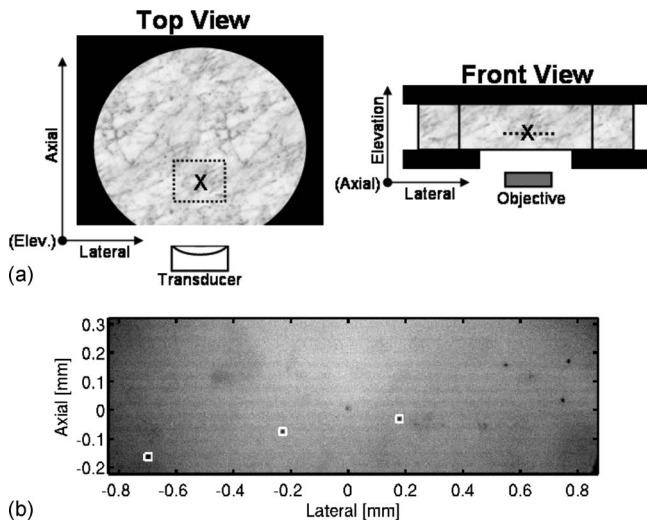 Top View
Axial
X
(Elev.)
Lateral
Transducer
(a)
Front View
Elevation
X
(Axial)
Lateral
Objective
(b)
Axial [mm]
0.3
0.2
0.1
0
-0.1
-0.2
-0.8 -0.6 -0.4 -0.2 0 0.2 0.4 0.6 0.8
Lateral [mm]